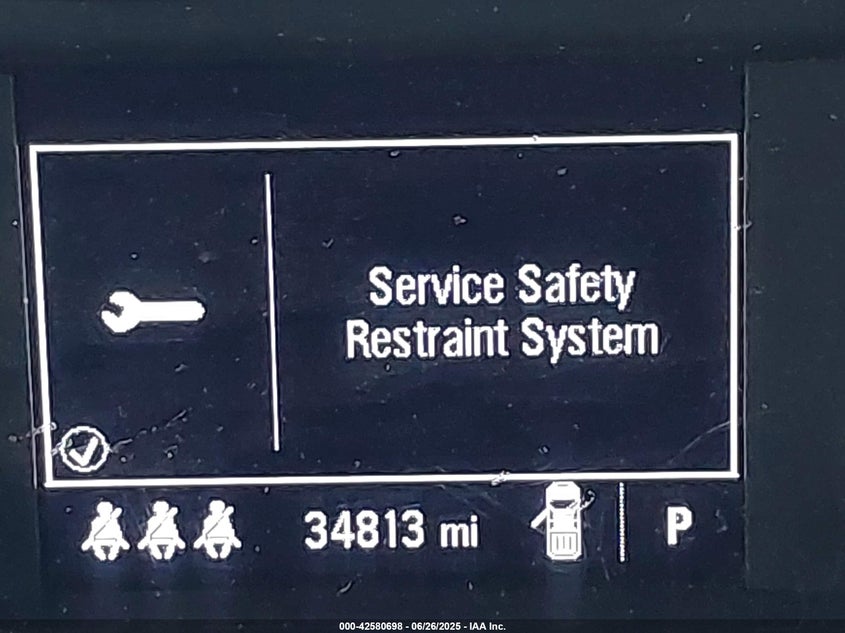 Service Safety
Restraint System
34813 mi
P
000-42580698 - 06/26/2025 - IAA Inc.